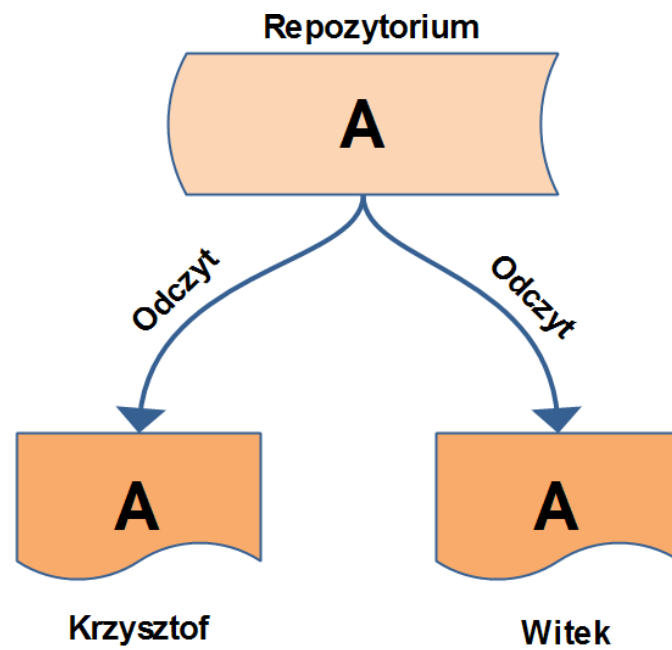 Repozytorium
A
Odczyt
Odczyt
A
A
Krzysztof
Witek